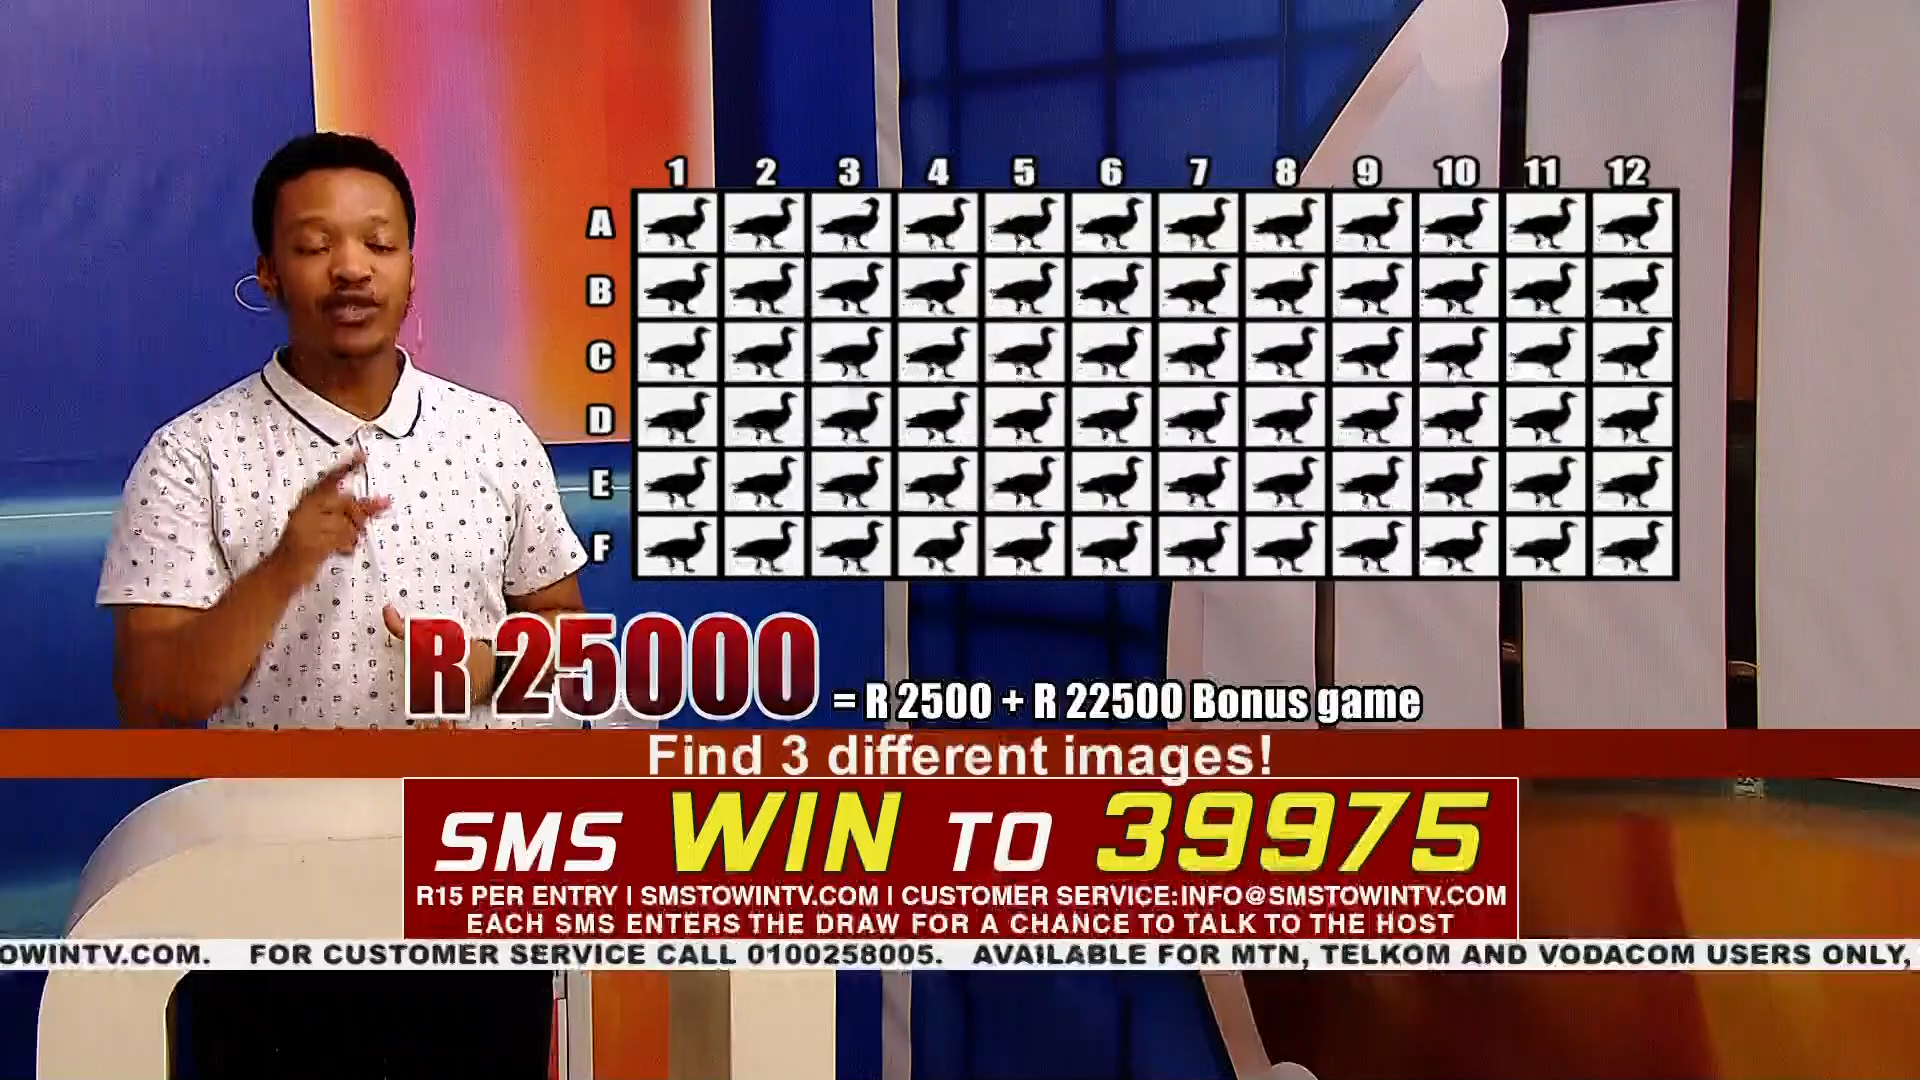 1 2 3 4 5 6 7 8 9 10 11 12
A
B
C
D
E
F
R 25000 = R 2500 + R 22500 Bonus game
Find 3 different images!
SMS WIN TO 39975
R15 PER ENTRY | SMSTOWINTV.COM | CUSTOMER SERVICE:INFO@SMSTOWINTV.COM
EACH SMS ENTERS THE DRAW FOR A CHANCE TO TALK TO THE HOST
OWINTV.COM. FOR CUSTOMER SERVICE CALL 0100258005. AVAILABLE FOR MTN, TELKOM AND VODACOM USERS ONLY,